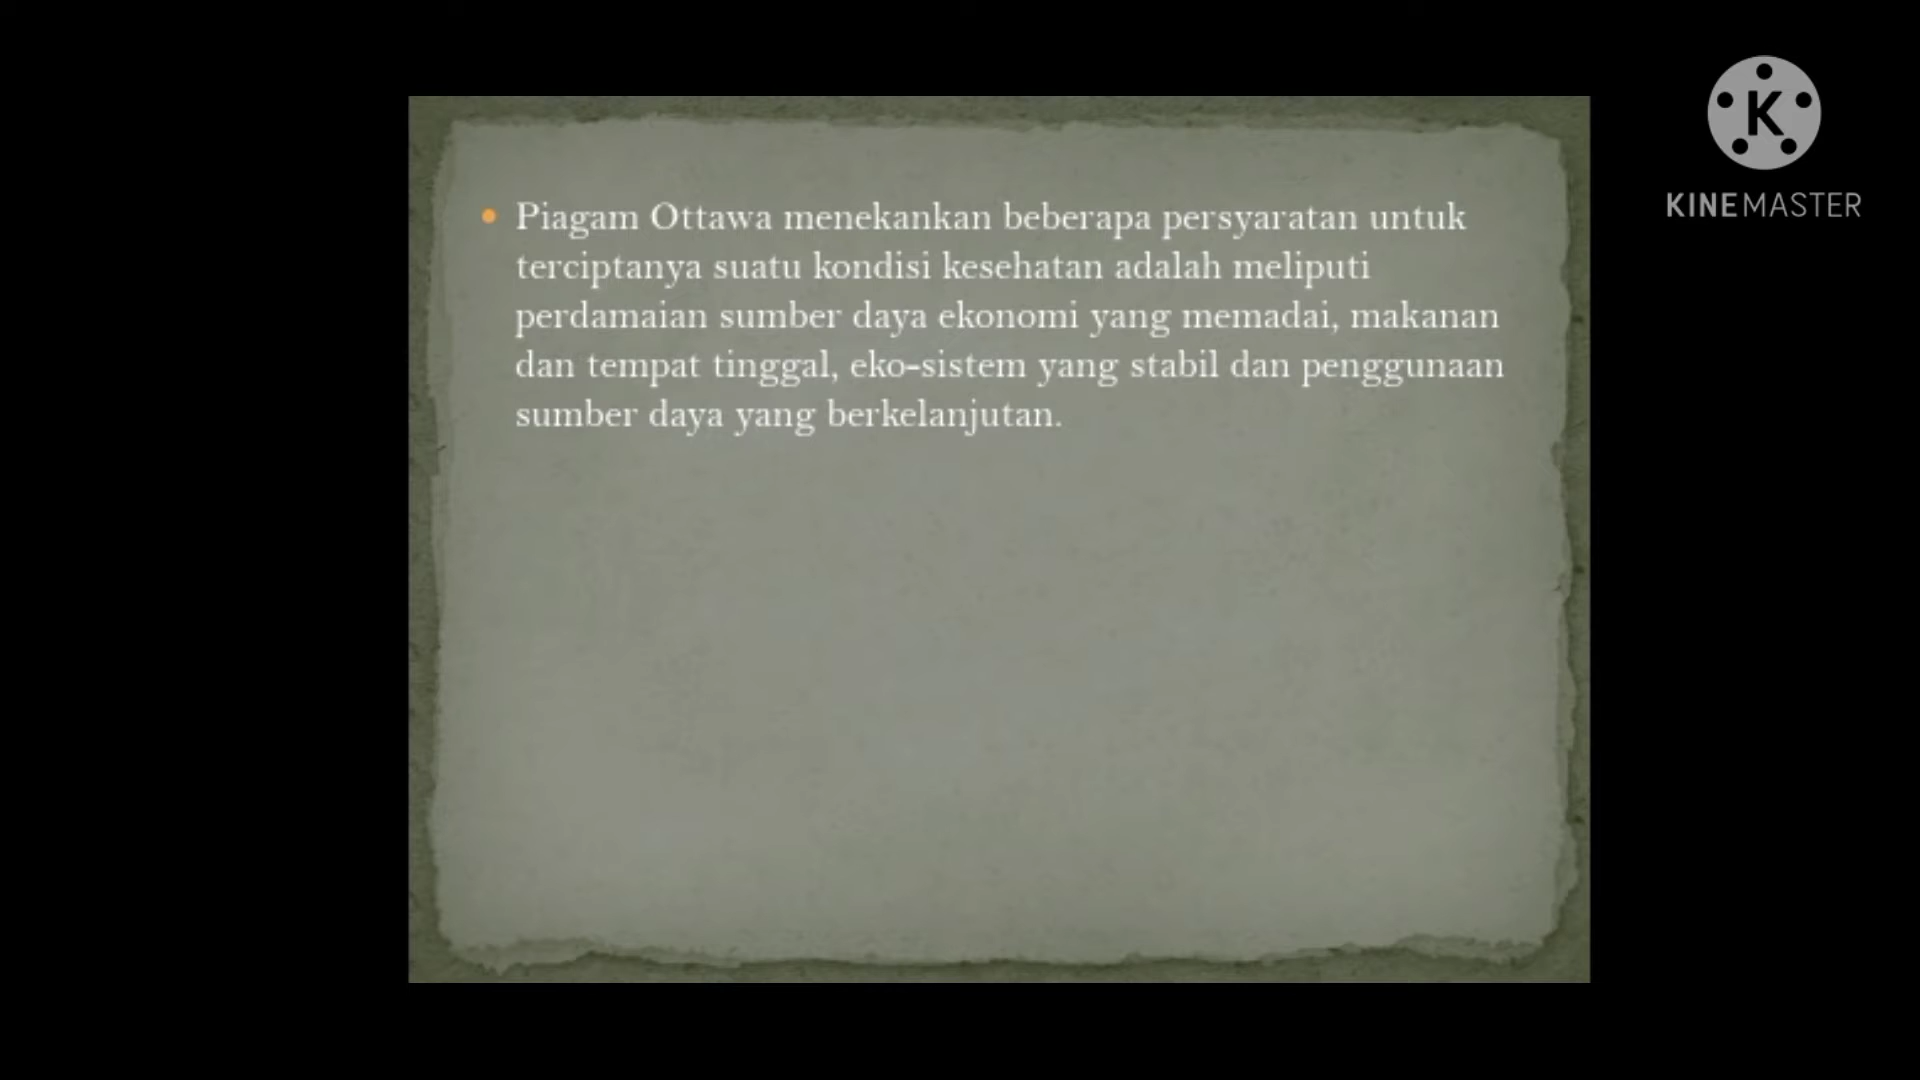 Piagam Ottawa menekankan beberapa persyaratan untuk
terciptanya suatu kondisi kesehatan adalah meliputi
perdamaian sumber daya ekonomi yang memadai, makanan
dan tempat tinggal, eko-sistem yang stabil dan penggunaan
sumber daya yang berkelanjutan.
K
KINEMASTER